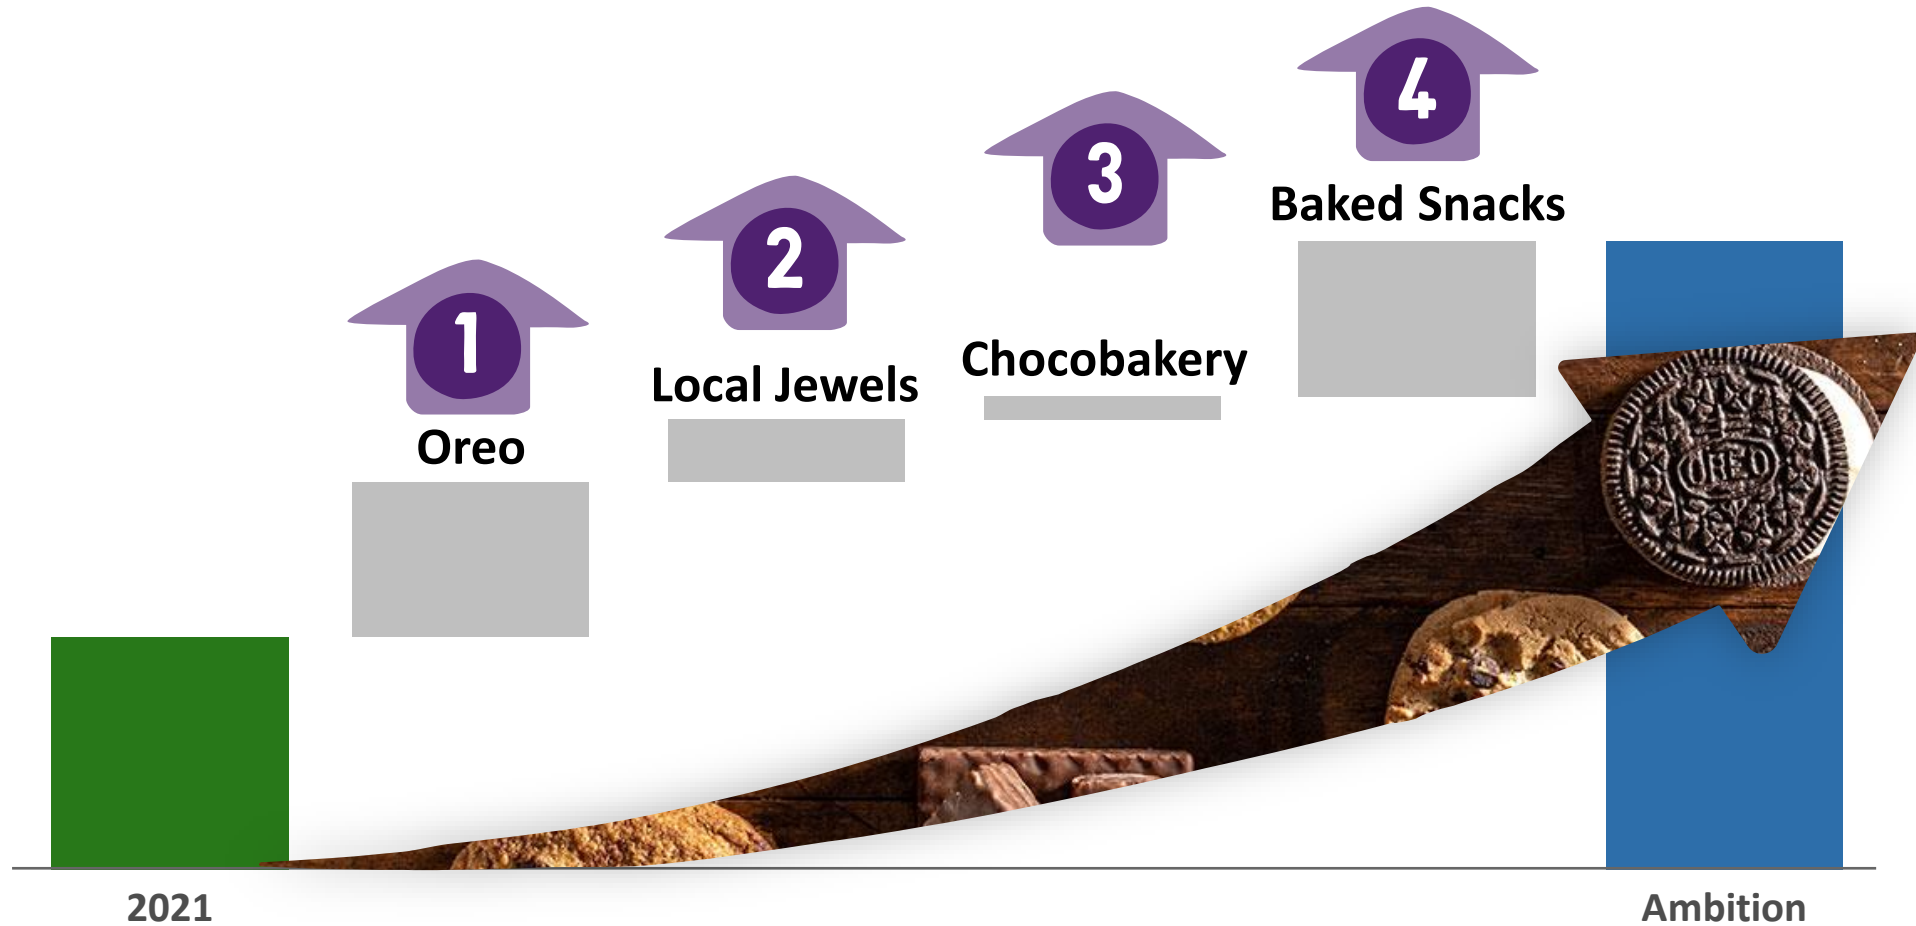 1
Oreo
2
Local Jewels
3
Chocobakery
4
Baked Snacks
OREO
2021
Ambition